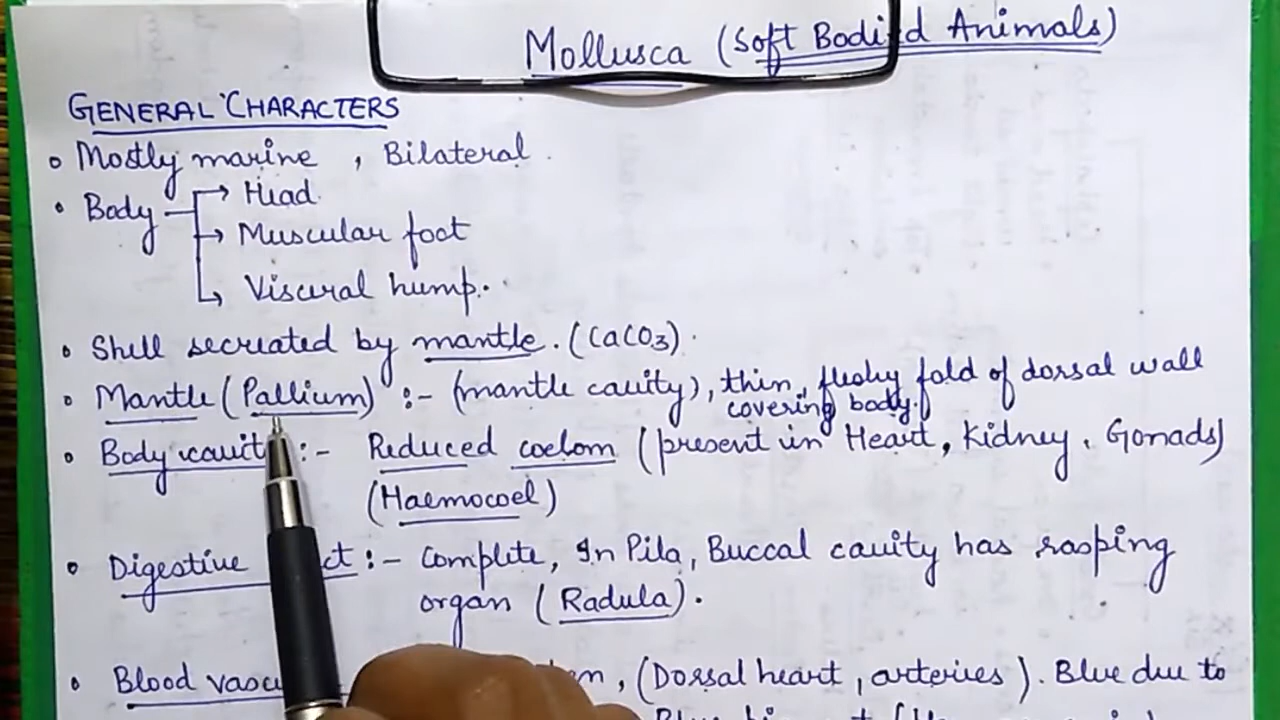 Mollusca (Soft Bodied Animals)
GENERAL CHARACTERS
Mostly marine, Bilateral.
Body → Head.
→ Muscular foot
→ Visceral hump.
Shell secreated by mantle. (CaCO3).
Mantle (Pallium) :- (mantle cavity), thin, fleshy fold of dorsal wall
covering body.
Body cavit :- Reduced coelom (present in Heart, Kidney, Gonads)
(Haemocoel)
Digestive ct :- Complete, In Pila, Buccal cavity has rasping
organ (Radula).
Blood vascu , (Dorsal heart, arteries). Blue due to